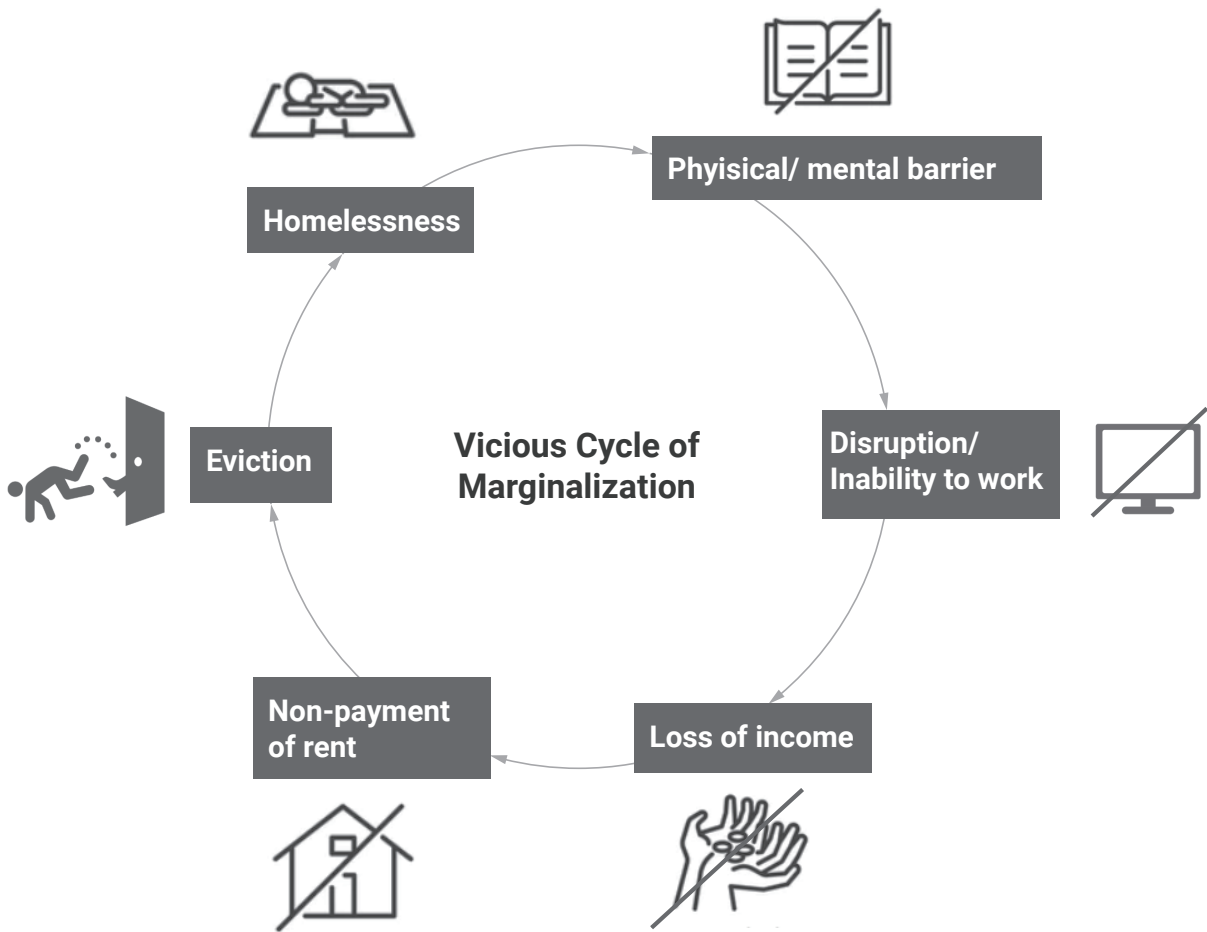 Vicious Cycle of
Marginalization
Homelessness
Phyisical/ mental barrier
Disruption/
Inability to work
Loss of income
Non-payment
of rent
Eviction